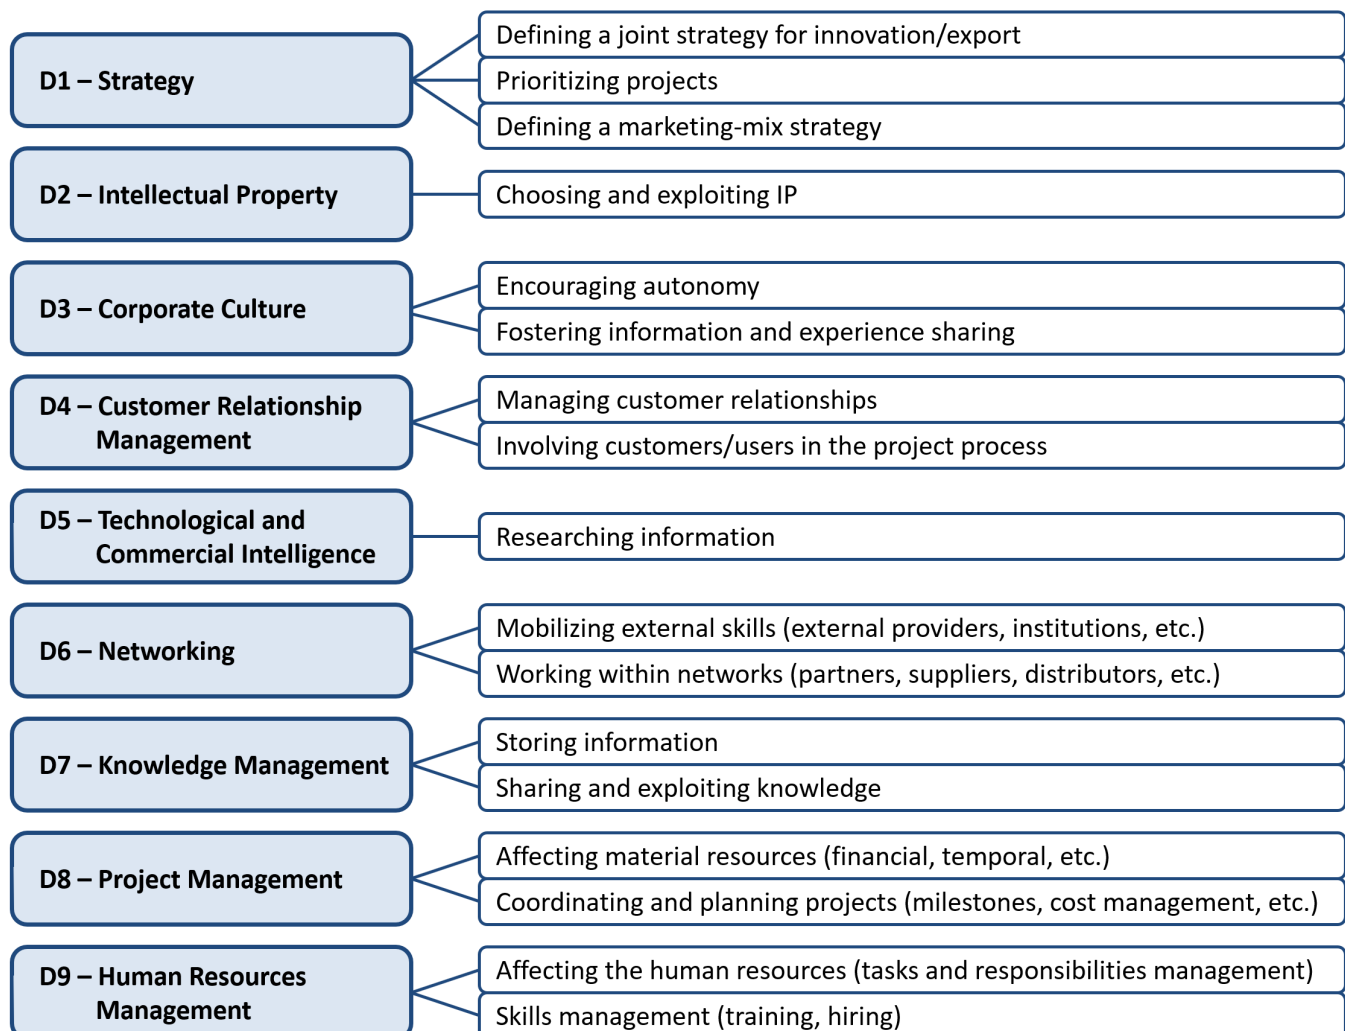 D1 – Strategy
Defining a joint strategy for innovation/export
Prioritizing projects
Defining a marketing-mix strategy
D2 – Intellectual Property
Choosing and exploiting IP
D3 – Corporate Culture
Encouraging autonomy
Fostering information and experience sharing
D4 – Customer Relationship
Management
Managing customer relationships
Involving customers/users in the project process
D5 – Technological and
Commercial Intelligence
Researching information
D6 – Networking
Mobilizing external skills (external providers, institutions, etc.)
Working within networks (partners, suppliers, distributors, etc.)
D7 – Knowledge Management
Storing information
Sharing and exploiting knowledge
D8 – Project Management
Affecting material resources (financial, temporal, etc.)
Coordinating and planning projects (milestones, cost management, etc.)
D9 – Human Resources
Management
Affecting the human resources (tasks and responsibilities management)
Skills management (training, hiring)